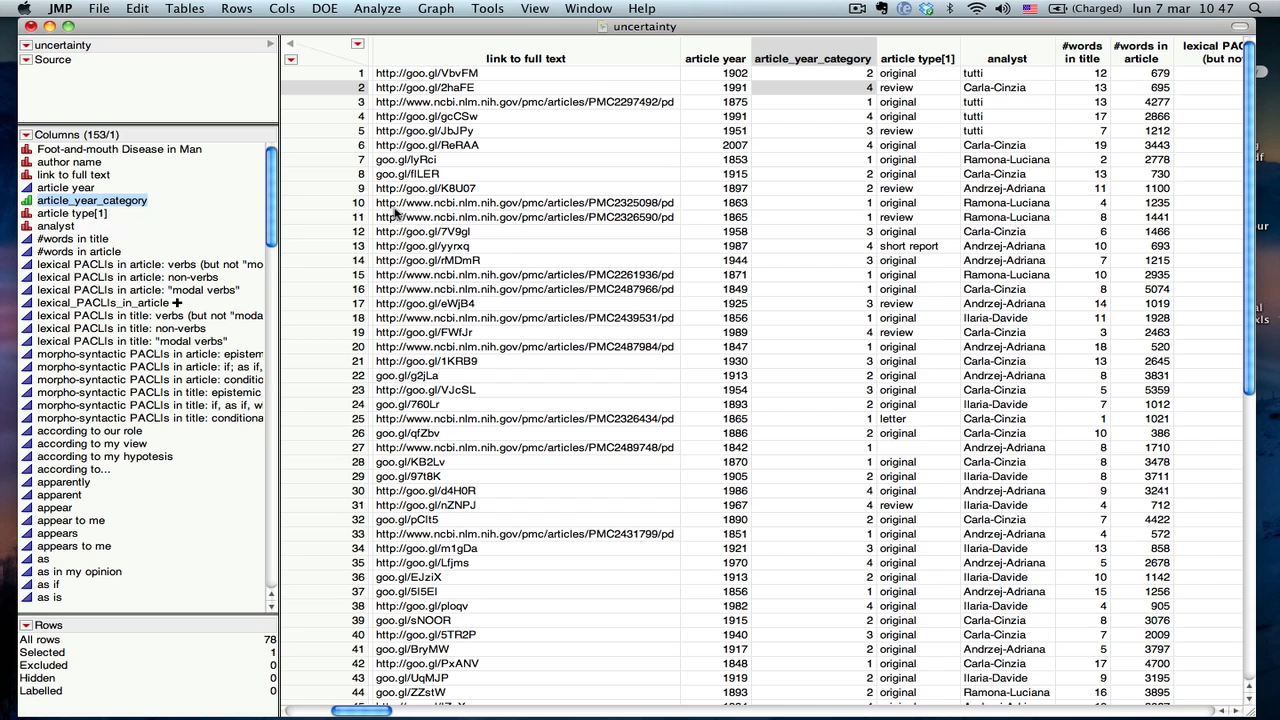 JMP File Edit Tables Rows Cols DOE Analyze Graph Tools View Window Help (Charged) lun 7 mar 10 47
uncertainty
uncertainty
Source
Columns (153/1)
Foot-and-mouth Disease in Man
author name
link to full text
article year
article_year_category
article type[1]
analyst
#words in title
#words in article
lexical PACLIs in article: verbs (but not "mo
lexical PACLIs in article: non-verbs
lexical PACLIs in article: "modal verbs"
lexical_PACLIs_in_article
lexical PACLIs in title: verbs (but not "moda
lexical PACLIs in title: non-verbs
lexical PACLIs in title: "modal verbs"
morpho-syntactic PACLIs in article: epistem
morpho-syntactic PACLIs in article: if; as if,
morpho-syntactic PACLIs in article: conditic
morpho-syntactic PACLIs in title: epistemic
morpho-syntactic PACLIs in title: if, as if, w
morpho-syntactic PACLIs in title: conditiona
according to our role
according to my view
according to my hypotesis
according to...
apparently
apparent
appear
appear to me
appears
appears to me
as
as in my opinion
as if
as is
Rows
All rows 78
Selected 1
Excluded 0
Hidden 0
Labelled 0
link to full text article year article_year_category article type[1] analyst #words in title #words in article lexical PAC (but no
1 http://goo.gl/VbvFM 1902 2 original tutti 12 679
2 http://goo.gl/2haFE 1991 4 review Carla-Cinzia 13 695
3 http://www.ncbi.nlm.nih.gov/pmc/articles/PMC2297492/pd 1875 1 original tutti 13 4277
4 http://goo.gl/gcCSw 1991 4 original tutti 17 2866
5 http://goo.gl/JbJPy 1951 3 review tutti 7 1212
6 http://goo.gl/ReRAA 2007 4 original Carla-Cinzia 19 3443
7 goo.gl/lyRci 1853 1 original Ramona-Luciana 2 2778
8 goo.gl/flLER 1915 2 original Carla-Cinzia 13 730
9 http://goo.gl/K8U07 1897 2 review Andrzej-Adriana 11 1100
10 http://www.ncbi.nlm.nih.gov/pmc/articles/PMC2325098/pd 1863 1 original Ramona-Luciana 4 1235
11 http://www.ncbi.nlm.nih.gov/pmc/articles/PMC2326590/pd 1865 1 review Ramona-Luciana 8 1441
12 http://goo.gl/7V9gI 1958 3 original Carla-Cinzia 6 1466
13 http://goo.gl/yyrxq 1987 4 short report Andrzej-Adriana 10 693
14 http://goo.gl/rMDmR 1944 3 original Andrzej-Adriana 7 1215
15 http://www.ncbi.nlm.nih.gov/pmc/articles/PMC2261936/pd 1871 1 original Ramona-Luciana 10 2935
16 http://www.ncbi.nlm.nih.gov/pmc/articles/PMC2487966/pd 1849 1 original Carla-Cinzia 8 5074
17 http://goo.gl/eWjB4 1925 3 review Andrzej-Adriana 14 1019
18 http://www.ncbi.nlm.nih.gov/pmc/articles/PMC2439531/pd 1856 1 original Ilaria-Davide 11 1928
19 http://goo.gl/FWfJr 1989 4 review Carla-Cinzia 3 2463
20 http://www.ncbi.nlm.nih.gov/pmc/articles/PMC2487984/pd 1847 1 original Andrzej-Adriana 18 520
21 http://goo.gl/1KRB9 1930 3 original Carla-Cinzia 13 2645
22 goo.gl/g2jLa 1913 2 original Andrzej-Adriana 8 3831
23 http://goo.gl/VJcSL 1954 3 original Carla-Cinzia 5 5359
24 goo.gl/760Lr 1893 2 original Ilaria-Davide 7 1012
25 http://www.ncbi.nlm.nih.gov/pmc/articles/PMC2326434/pd 1865 1 letter Carla-Cinzia 1 1021
26 goo.gl/qfZbv 1886 2 original Carla-Cinzia 10 386
27 http://www.ncbi.nlm.nih.gov/pmc/articles/PMC2489748/pd 1842 1 Andrzej-Adriana 8 1710
28 goo.gl/KB2Lv 1870 1 original Carla-Cinzia 8 3478
29 goo.gl/97t8K 1905 2 original Ilaria-Davide 8 3711
30 http://goo.gl/d4H0R 1986 4 original Andrzej-Adriana 9 3241
31 http://goo.gl/nZNPJ 1967 4 review Ilaria-Davide 4 712
32 goo.gl/pClt5 1890 2 original Carla-Cinzia 7 4422
33 http://www.ncbi.nlm.nih.gov/pmc/articles/PMC2431799/pd 1851 1 original Andrzej-Adriana 4 572
34 http://goo.gl/m1gDa 1921 3 original Ilaria-Davide 13 858
35 http://goo.gl/Lfjms 1970 4 original Andrzej-Adriana 5 2678
36 goo.gl/EJziX 1913 2 original Ilaria-Davide 10 1142
37 goo.gl/5I5El 1856 1 original Andrzej-Adriana 15 1256
38 http://goo.gl/ploqv 1982 4 original Ilaria-Davide 4 905
39 goo.gl/sNOOR 1915 2 original Carla-Cinzia 8 3076
40 http://goo.gl/5TR2P 1940 3 original Carla-Cinzia 7 2009
41 goo.gl/BryMW 1917 2 original Andrzej-Adriana 5 3797
42 http://goo.gl/PxANV 1848 1 original Carla-Cinzia 17 4700
43 goo.gl/UqMJP 1919 2 original Ilaria-Davide 9 3195
44 goo.gl/ZZstW 1893 2 original Ramona-Luciana 16 3895